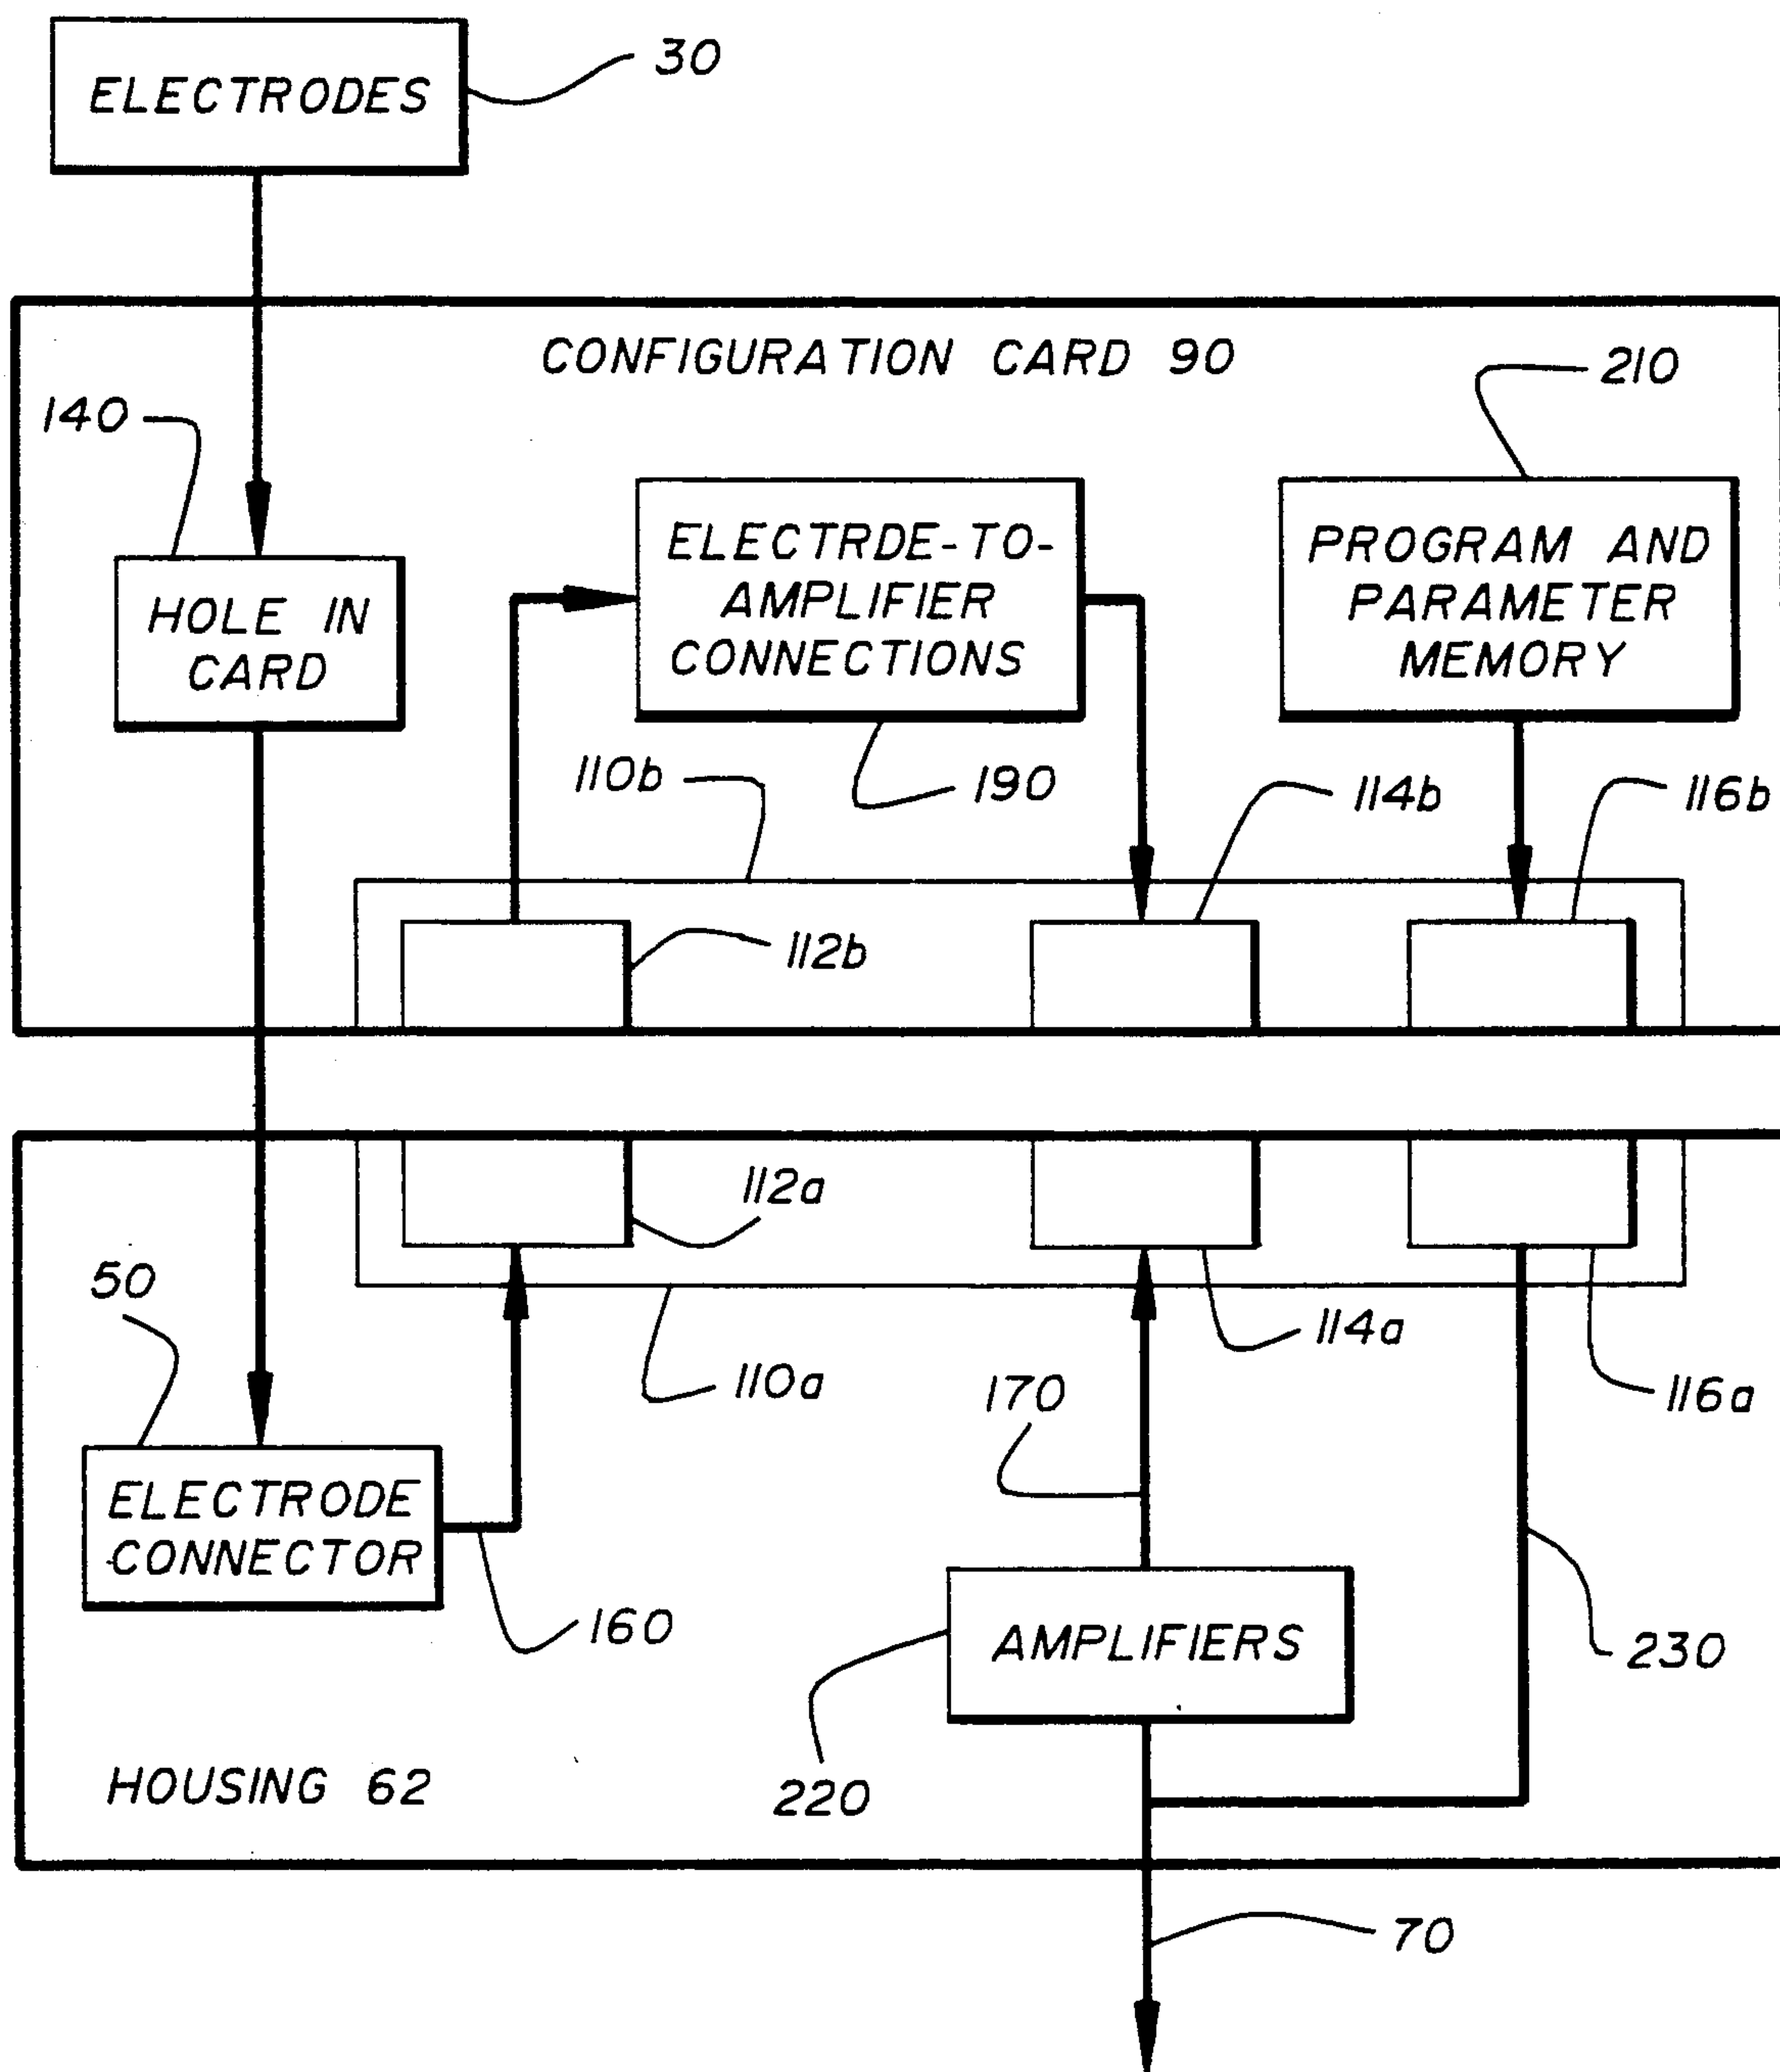 ELECTRODES
30
CONFIGURATION CARD 90
210
140
ELECTRDE-TO-
AMPLIFIER
CONNECTIONS
PROGRAM AND
PARAMETER
MEMORY
HOLE IN
CARD
110b
190
114b
116b
112b
112a
50
114a
110a
170
116a
ELECTRODE
CONNECTOR
160
AMPLIFIERS
230
HOUSING 62
220
70